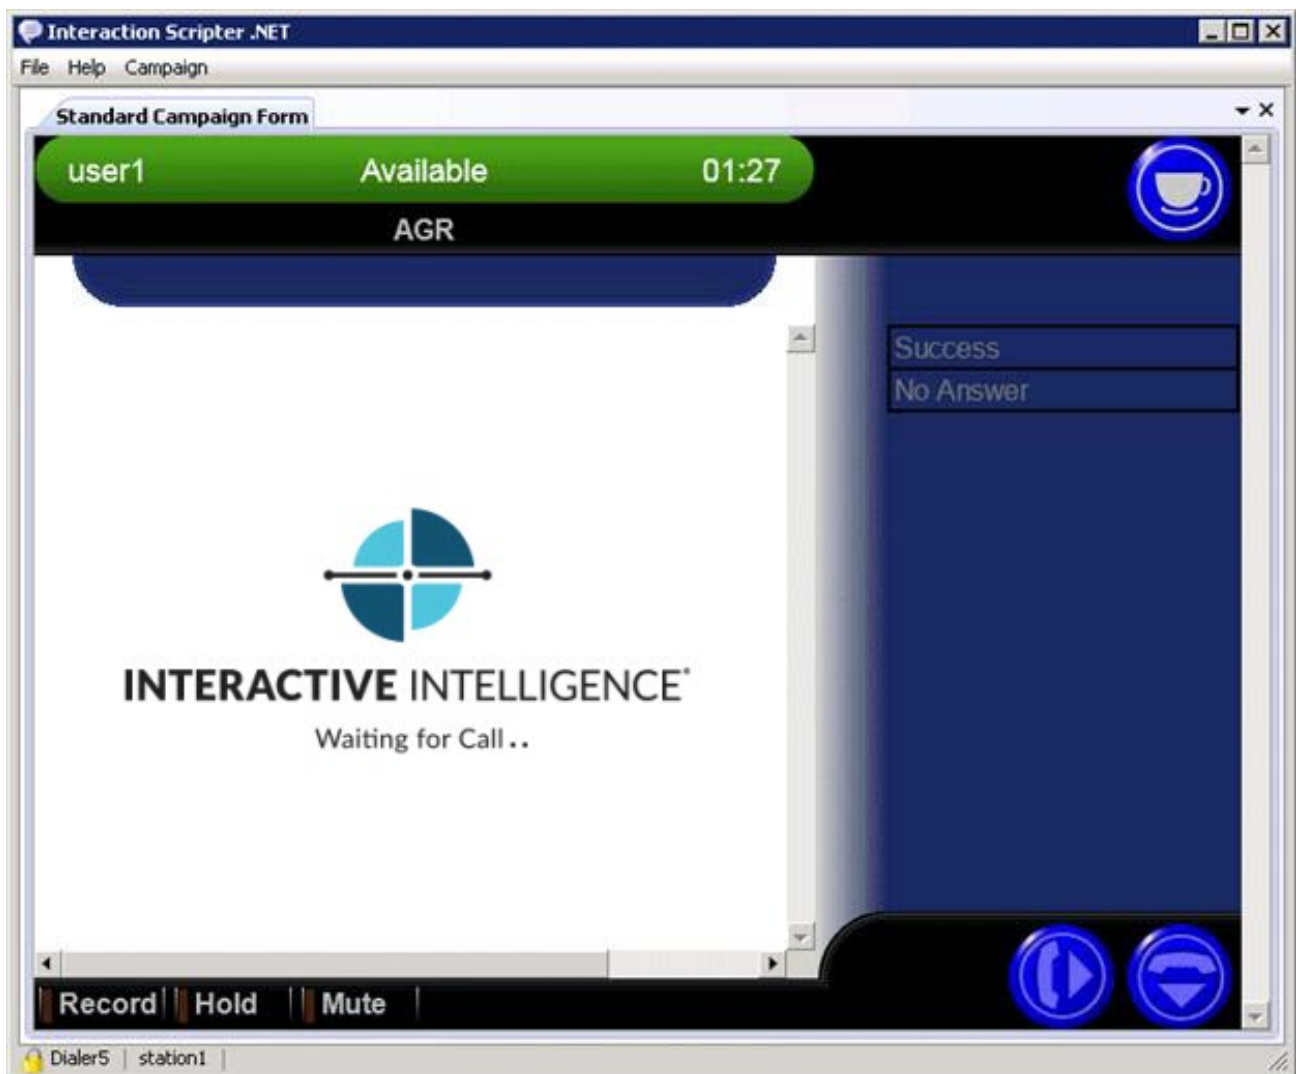 Interaction Scripter .NET
File Help Campaign
Standard Campaign Form
user1 Available 01:27
AGR
Success
No Answer
INTERACTIVE INTELLIGENCE®
Waiting for Call . .
Record Hold Mute
Dialer5 station1